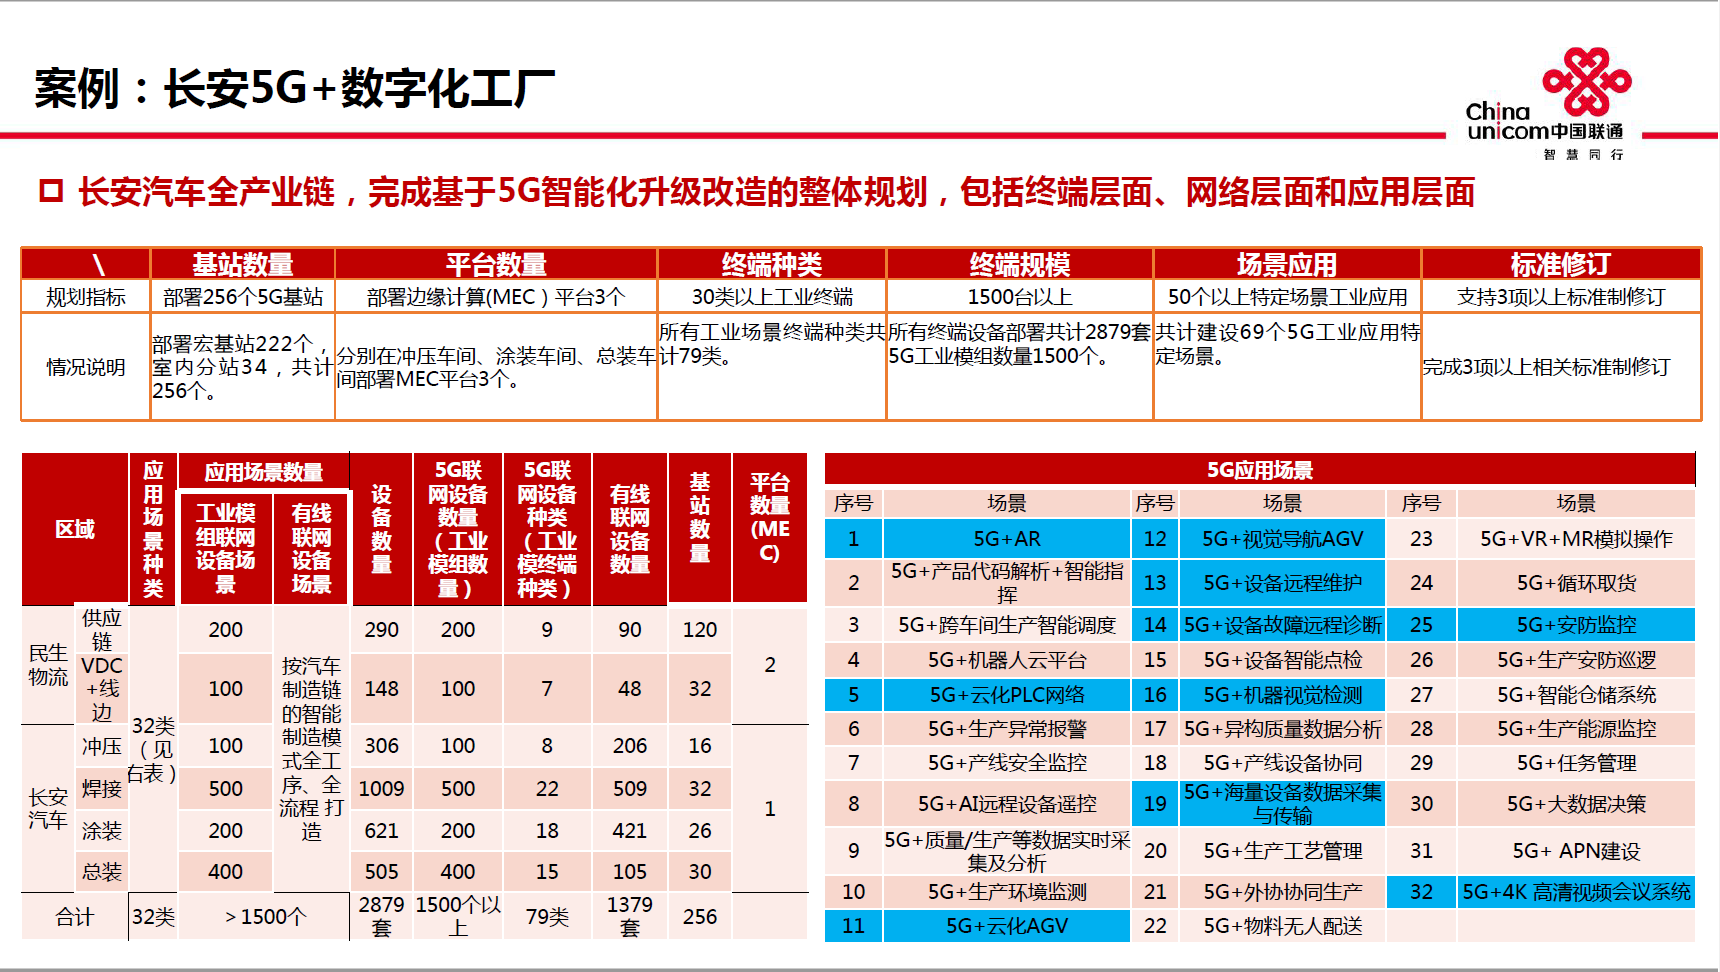 案例：长安5G+数字化工厂
China
unicom中国联通
智慧同行
长安汽车全产业链，完成基于5G智能化升级改造的整体规划，包括终端层面、网络层面和应用层面
\ 基站数量 平台数量 终端种类 终端规模 场景应用 标准修订
规划指标 部署256个5G基站 部署边缘计算(MEC）平台3个 30类以上工业终端 1500台以上 50个以上特定场景工业应用 支持3项以上标准制修订
情况说明
部署宏基站222个，
室内分站34，共计
256个。
分别在冲压车间、涂装车间、总装车
间部署MEC平台3个。
所有工业场景终端种类共
计79类。
所有终端设备部署共计2879套
5G工业模组数量1500个。
共计建设69个5G工业应用特
定场景。
完成3项以上相关标准制修订
区域
应
用
场
景
种
类
应用场景数量
工业模
组联网
设备场
景
有线
联网
设备
场景
设
备
数
量
5G联
网设备
数量
（工业
模组数
量）
5G联
网设备
种类
（工业
模终端
种类）
有线
联网
设备
数量
基
站
数
量
平台
数量
(ME
C)
民生
物流
供应
链
200 290 200 9 90 120
VDC
+线
边
100 148 100 7 48 32
2
32类
（见
右表）
按汽车
制造链
的智能
制造模
式全工
序、全
流程 打
造
长安
汽车
冲压 100 306 100 8 206 16
焊接 500 1009 500 22 509 32
涂装 200 621 200 18 421 26
总装 400 505 400 15 105 30
1
合计 32类 ＞1500个
2879
套
1500个以
上
79类
1379
套
256
5G应用场景
序号 场景 序号 场景 序号 场景
1 5G+AR 12 5G+视觉导航AGV 23 5G+VR+MR模拟操作
2 5G+产品代码解析+智能指
挥
13 5G+设备远程维护 24 5G+循环取货
3 5G+跨车间生产智能调度 14 5G+设备故障远程诊断 25 5G+安防监控
4 5G+机器人云平台 15 5G+设备智能点检 26 5G+生产安防巡逻
5 5G+云化PLC网络 16 5G+机器视觉检测 27 5G+智能仓储系统
6 5G+生产异常报警 17 5G+异构质量数据分析 28 5G+生产能源监控
7 5G+产线安全监控 18 5G+产线设备协同 29 5G+任务管理
8 5G+AI远程设备遥控 19 5G+海量设备数据采集
与传输
30 5G+大数据决策
9 5G+质量/生产等数据实时采
集及分析
20 5G+生产工艺管理 31 5G+ APN建设
10 5G+生产环境监测 21 5G+外协协同生产 32 5G+4K 高清视频会议系统
11 5G+云化AGV 22 5G+物料无人配送